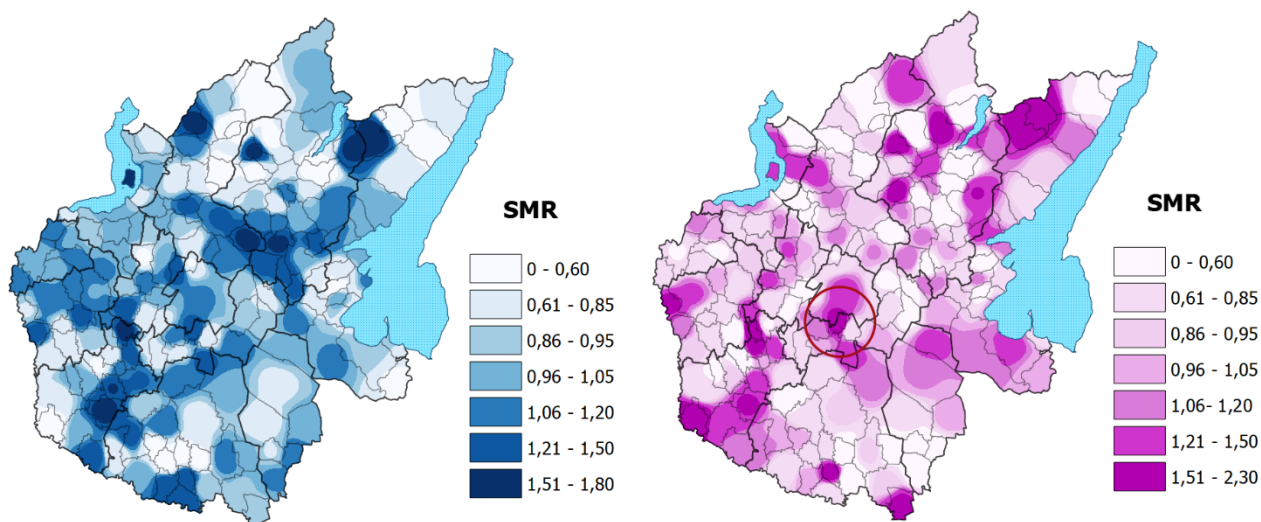 SMR
0 - 0,60
0,61 - 0,85
0,86 - 0,95
0,96 - 1,05
1,06 - 1,20
1,21 - 1,50
1,51 - 1,80
SMR
0 - 0,60
0,61 - 0,85
0,86 - 0,95
0,96 - 1,05
1,06- 1,20
1,21 - 1,50
1,51 - 2,30